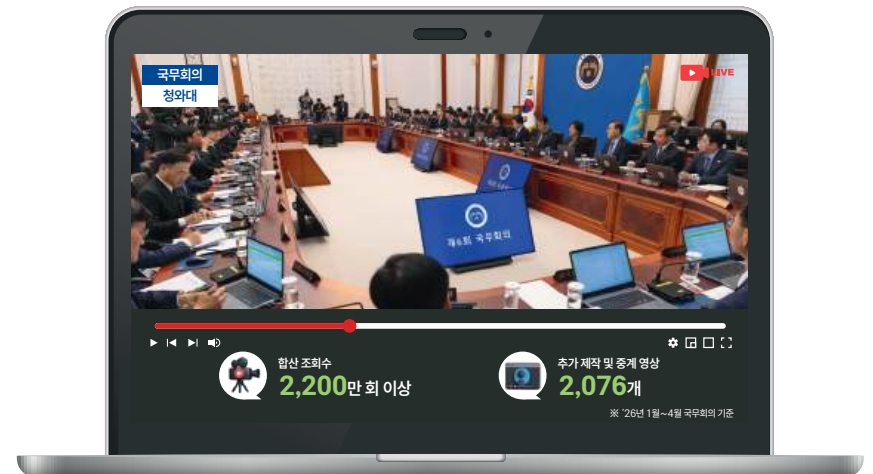 국무회의
청와대
LIVE
제6회 국무회의
합산 조회수
2,200만 회 이상
추가 제작 및 중계 영상
2,076개
※ ‘26년 1월~4월 국무회의 기준